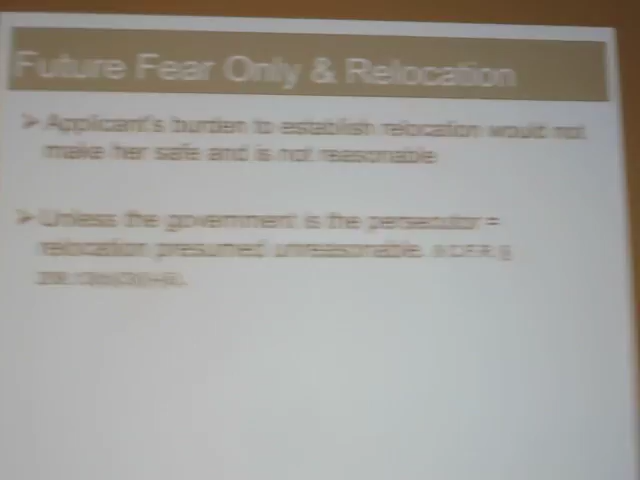 Future Fear Only & Relocation
➤ Applicant's burden to establish relocation would not
make her safe and is not reasonable
➤ Unless the government is the persecutor =
relocation presumed unreasonable. 8 C.F.R. §